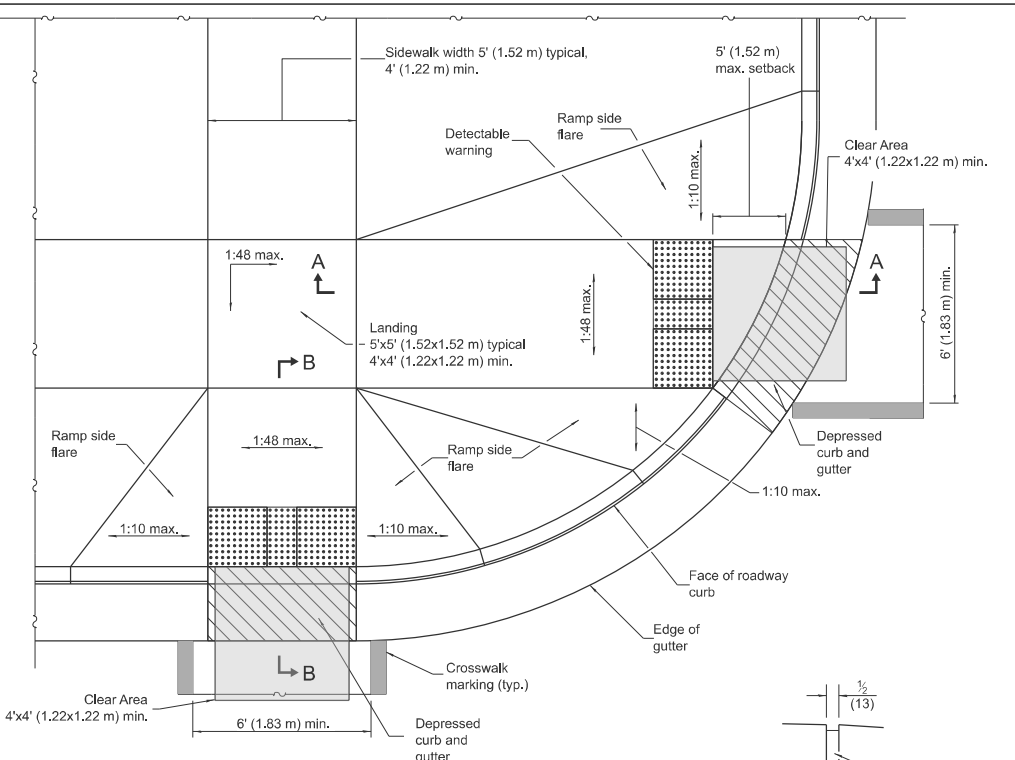 Sidewalk width 5' (1.52 m) typical,
4' (1.22 m) min.
5' (1.52 m)
max. setback
Detectable
warning
Ramp side
flare
Clear Area
4'x4' (1.22x1.22 m) min.
1:10 max.
1:48 max.
A
A
1:48 max.
6' (1.83 m) min.
Landing
5'x5' (1.52x1.52 m) typical
4'x4' (1.22x1.22 m) min.
B
Ramp side
flare
1:48 max.
Ramp side
flare
Depressed
curb and
gutter
1:10 max.
1:10 max.
1:10 max.
Face of roadway
curb
Edge of
gutter
B
Crosswalk
marking (typ.)
Clear Area
4'x4' (1.22x1.22 m) min.
6' (1.83 m) min.
Depressed
curb and
gutter
½
(13)